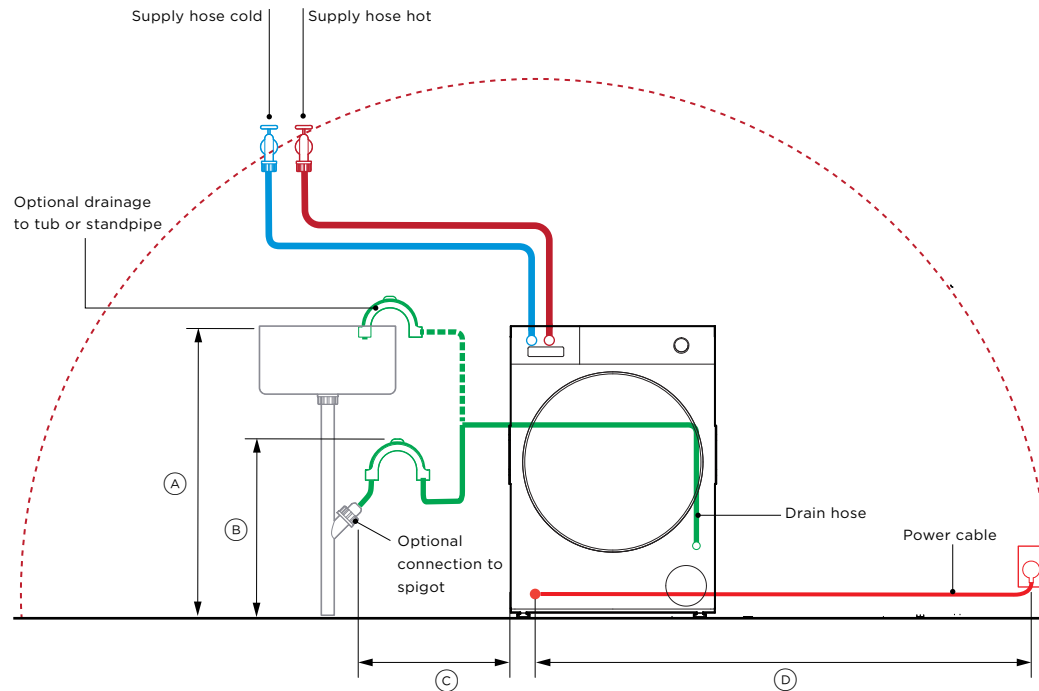 Supply hose cold
Supply hose hot
Optional drainage
to tub or standpipe
A
B
Optional
connection to
spigot
Drain hose
Power cable
C
D